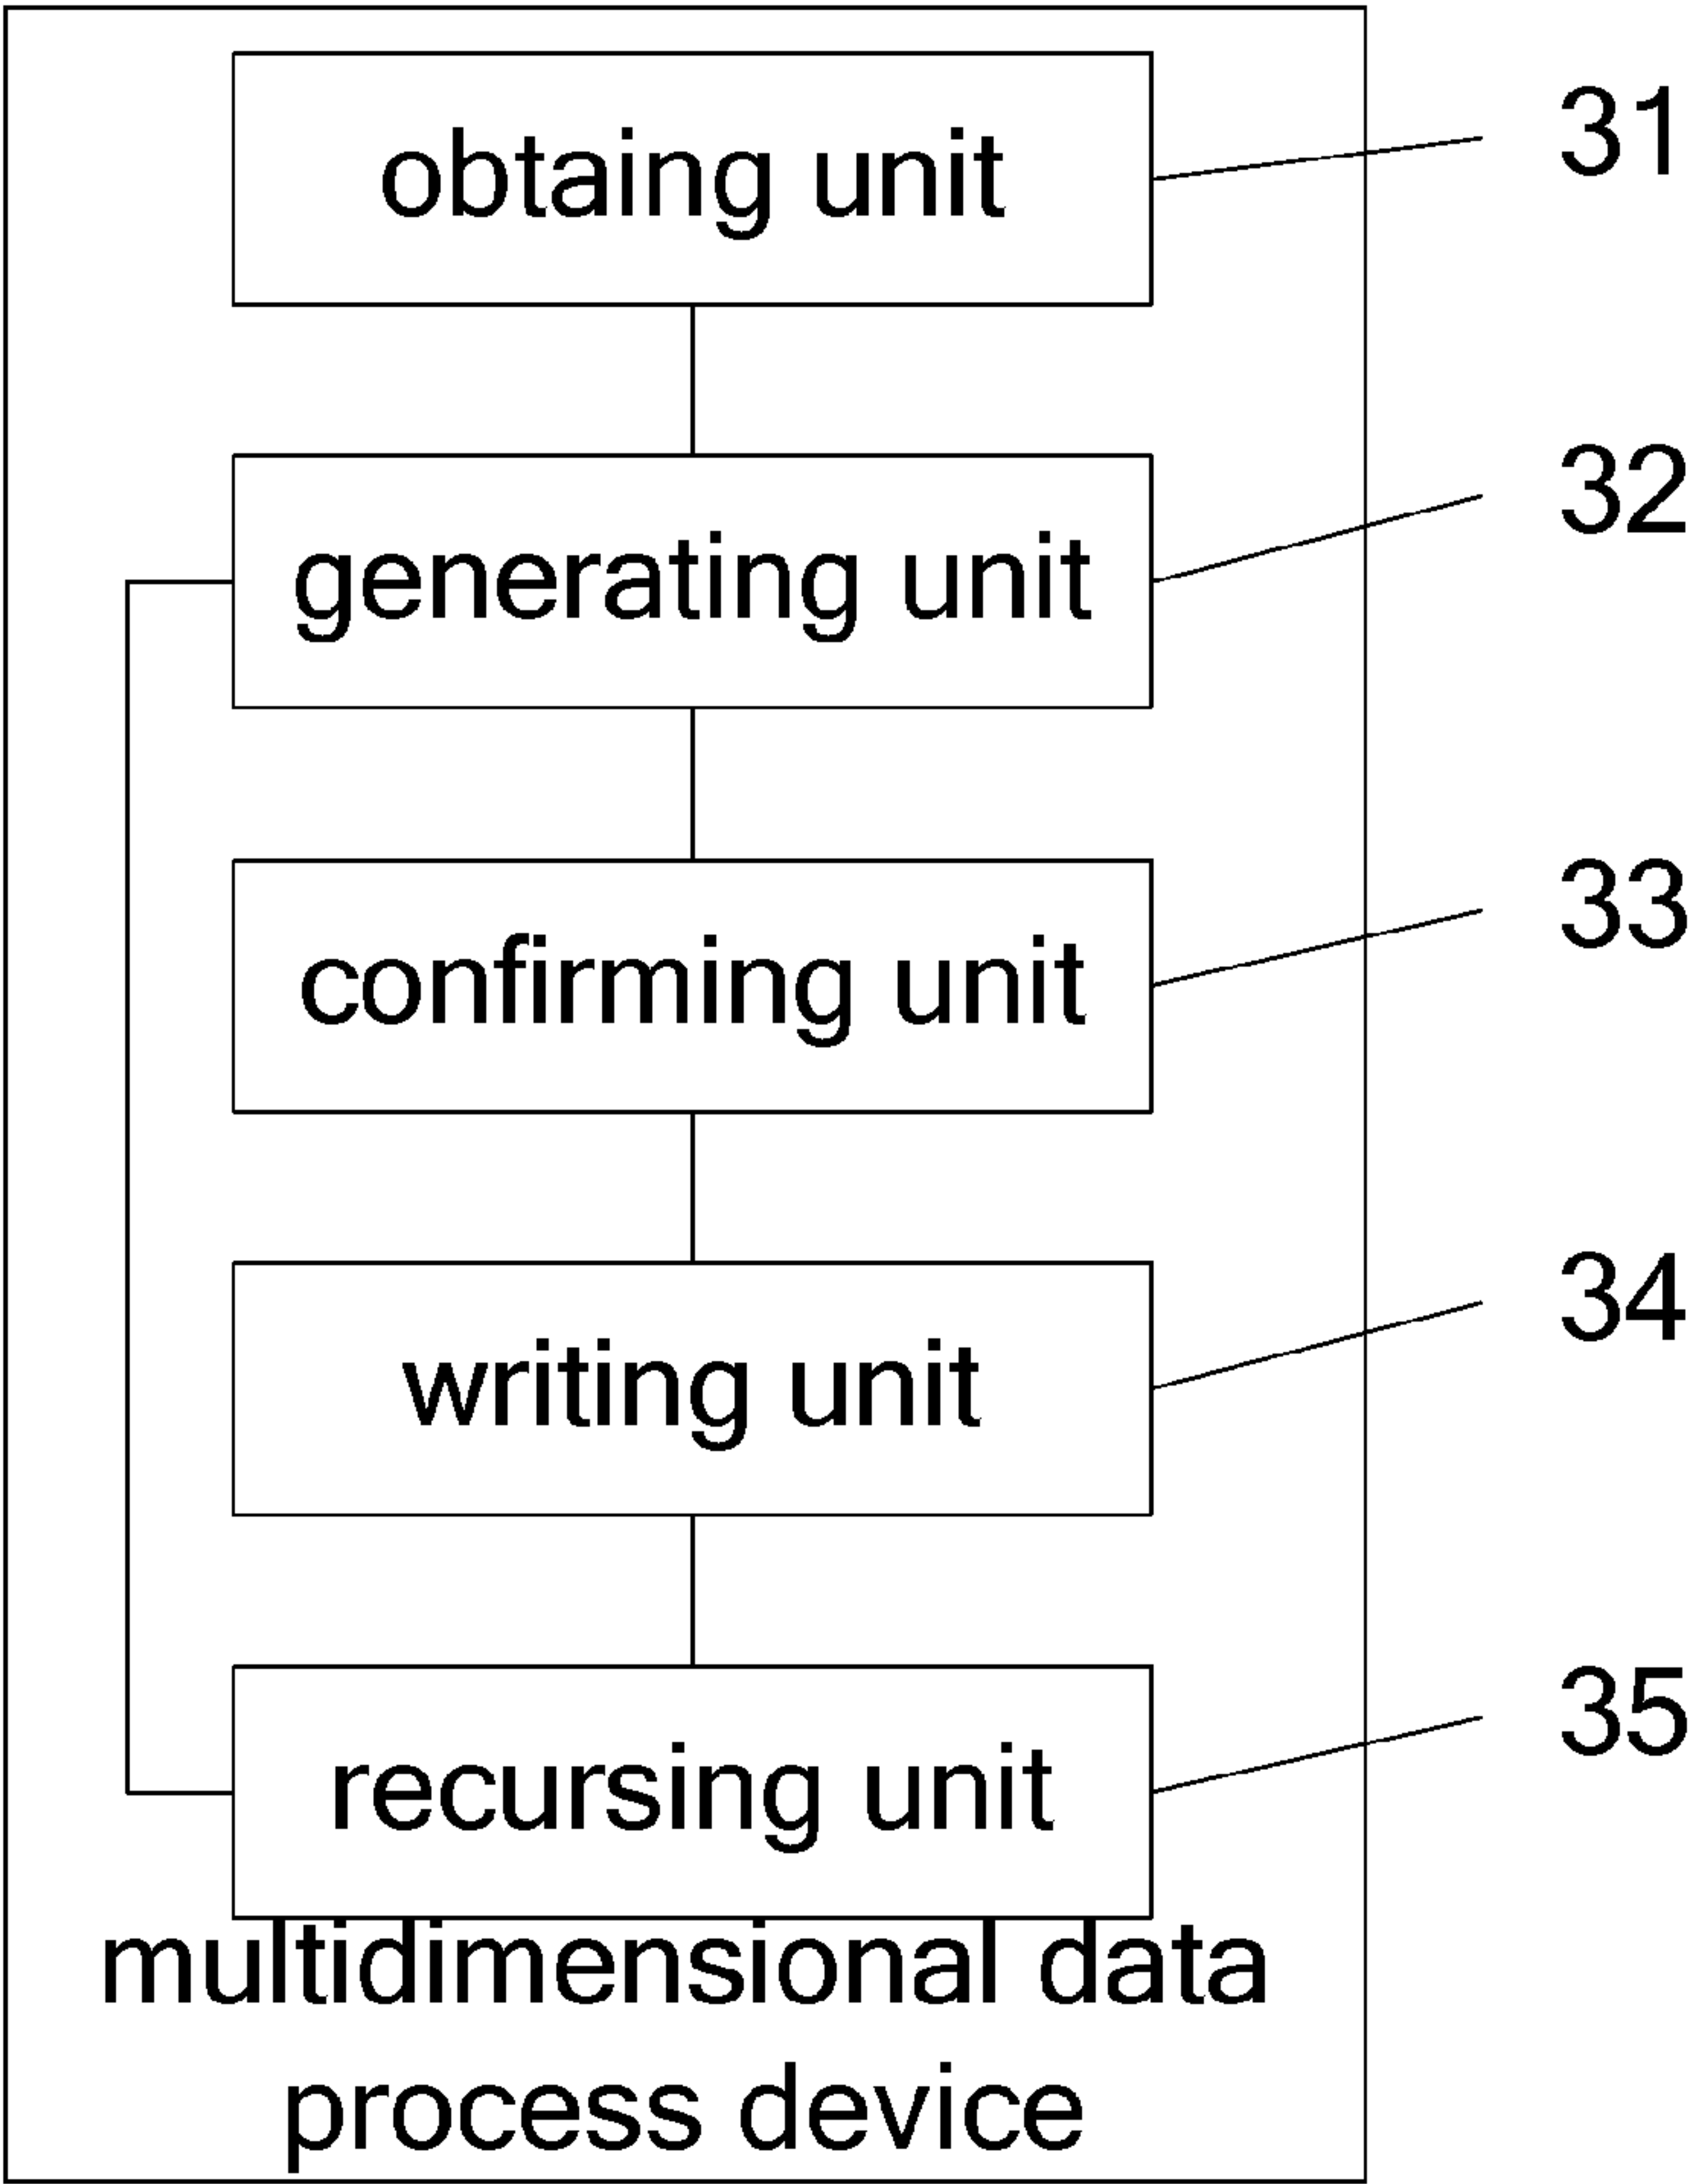 obtaing unit
31
generating unit
32
confirming unit
33
writing unit
34
recursing unit
35
multidimensional data
process device